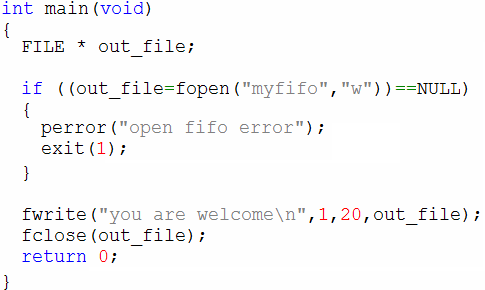 int main(void)
{
  FILE * out_file;

  if ((out_file=fopen("myfifo","w"))==NULL)
  {
    perror("open fifo error");
    exit(1);
  }

  fwrite("you are welcome\n",1,20,out_file);
  fclose(out_file);
  return 0;
}